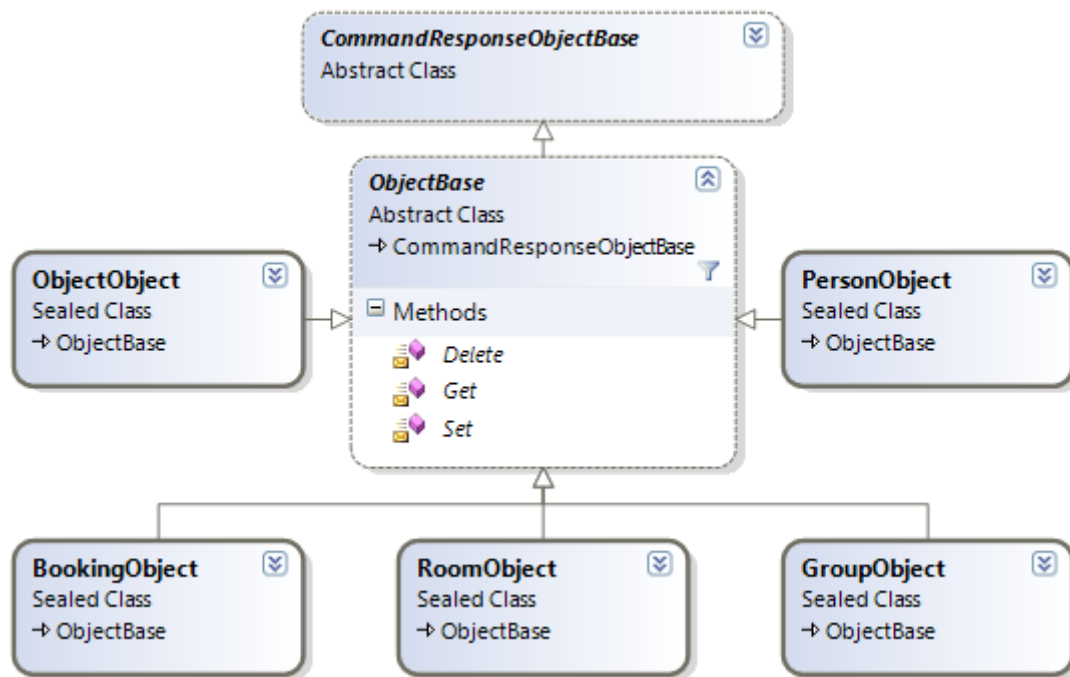 CommandResponseObjectBase
Abstract Class
ObjectBase
Abstract Class
CommandResponseObjectBase
Methods
Delete
Get
Set
ObjectObject
Sealed Class
ObjectBase
PersonObject
Sealed Class
ObjectBase
BookingObject
Sealed Class
ObjectBase
RoomObject
Sealed Class
ObjectBase
GroupObject
Sealed Class
ObjectBase